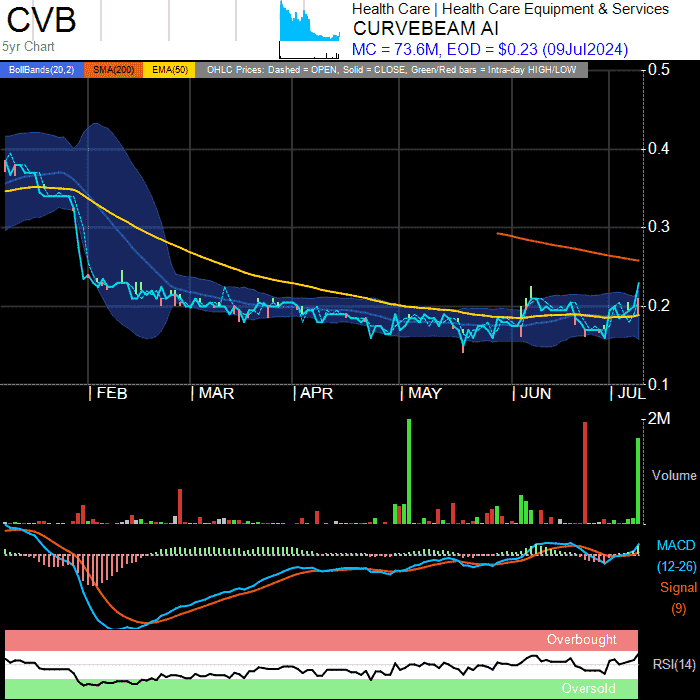 CVB
5yr Chart
Health Care | Health Care Equipment & Services
CURVEBEAM AI
MC = 73.6M, EOD = $0.23 (09Jul2024)
BollBands(20,2) SMA(200) EMA(50) OHLC Prices: Dashed = OPEN, Solid = CLOSE, Green/Red bars = Intra-day HIGH/LOW
0.5
0.4
0.3
0.2
0.1
| FEB | MAR | APR | MAY | JUN | JUL
2M
Volume
MACD
(12-26)
Signal
(9)
Overbought
RSI(14)
Oversold